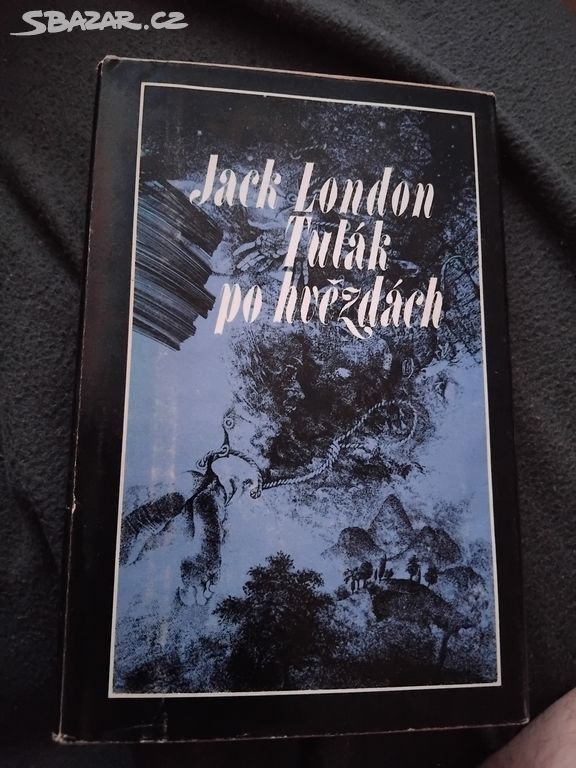 SBAZAR.CZ
Jack London
Tulák
po hvězdách